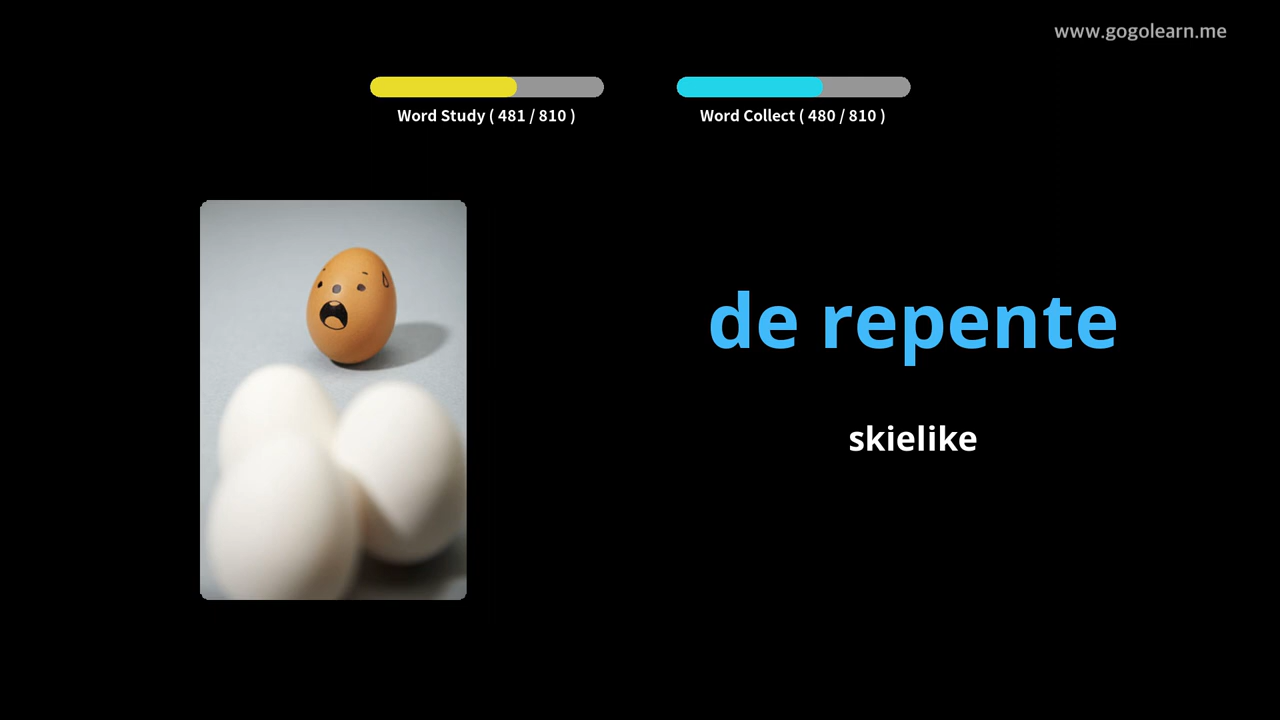 www.gogolearn.me
Word Study ( 481 / 810 )
Word Collect ( 480 / 810 )
de repente
skielike